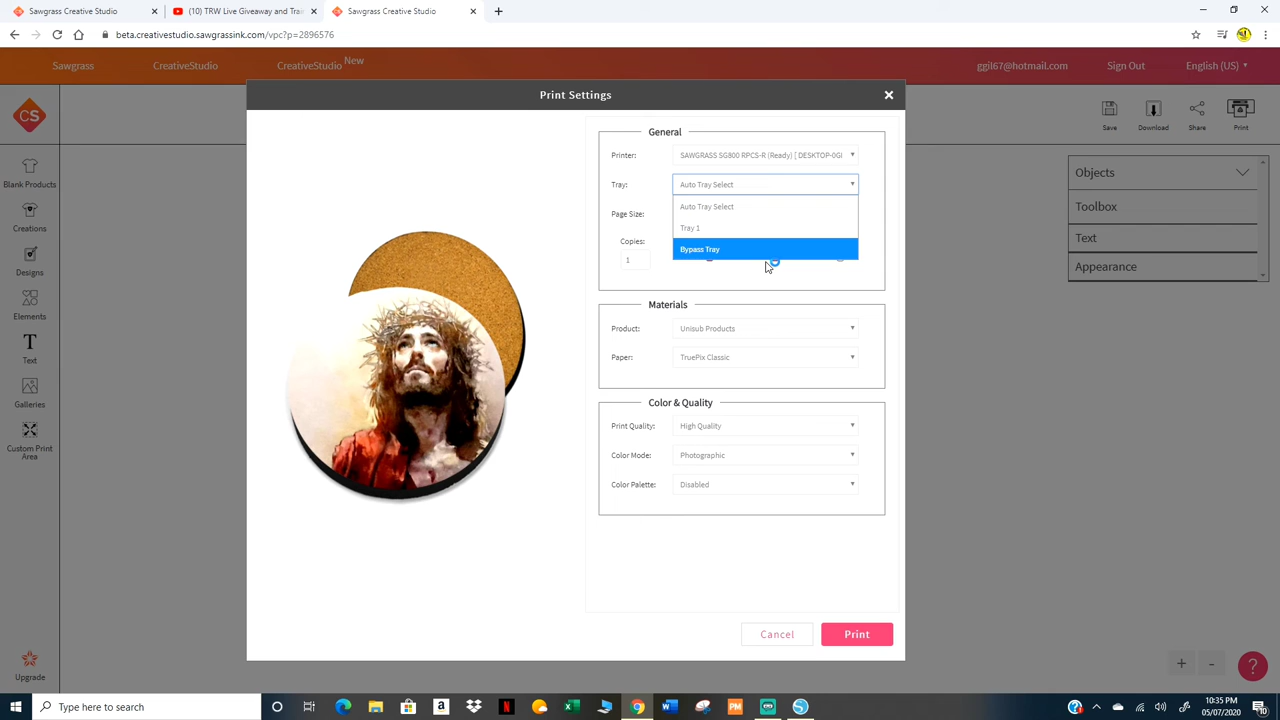 Sawgrass Creative Studio
(10) TRW Live Giveaway and Trai
Sawgrass Creative Studio
beta.creativestudio.sawgrassink.com/vpc?p=2896576
Sawgrass
CreativeStudio
CreativeStudio New
ggil67@hotmail.com
Sign Out
English (US)
Print Settings
CS
Save
Download
Share
Print
Blank Products
Creations
Designs
Elements
Text
Galleries
Custom Print Area
Upgrade
General
Printer: SAWGRASS SG800 RPCS-R (Ready) [ DESKTOP-0GI
Tray: Auto Tray Select
Auto Tray Select
Tray 1
Bypass Tray
Page Size:
Copies:
1
Materials
Product: Unisub Products
Paper: TruePix Classic
Color & Quality
Print Quality: High Quality
Color Mode: Photographic
Color Palette: Disabled
Cancel
Print
Objects
Toolbox
Text
Appearance
+
-
?
Type here to search
10:35 PM
05/07/2020